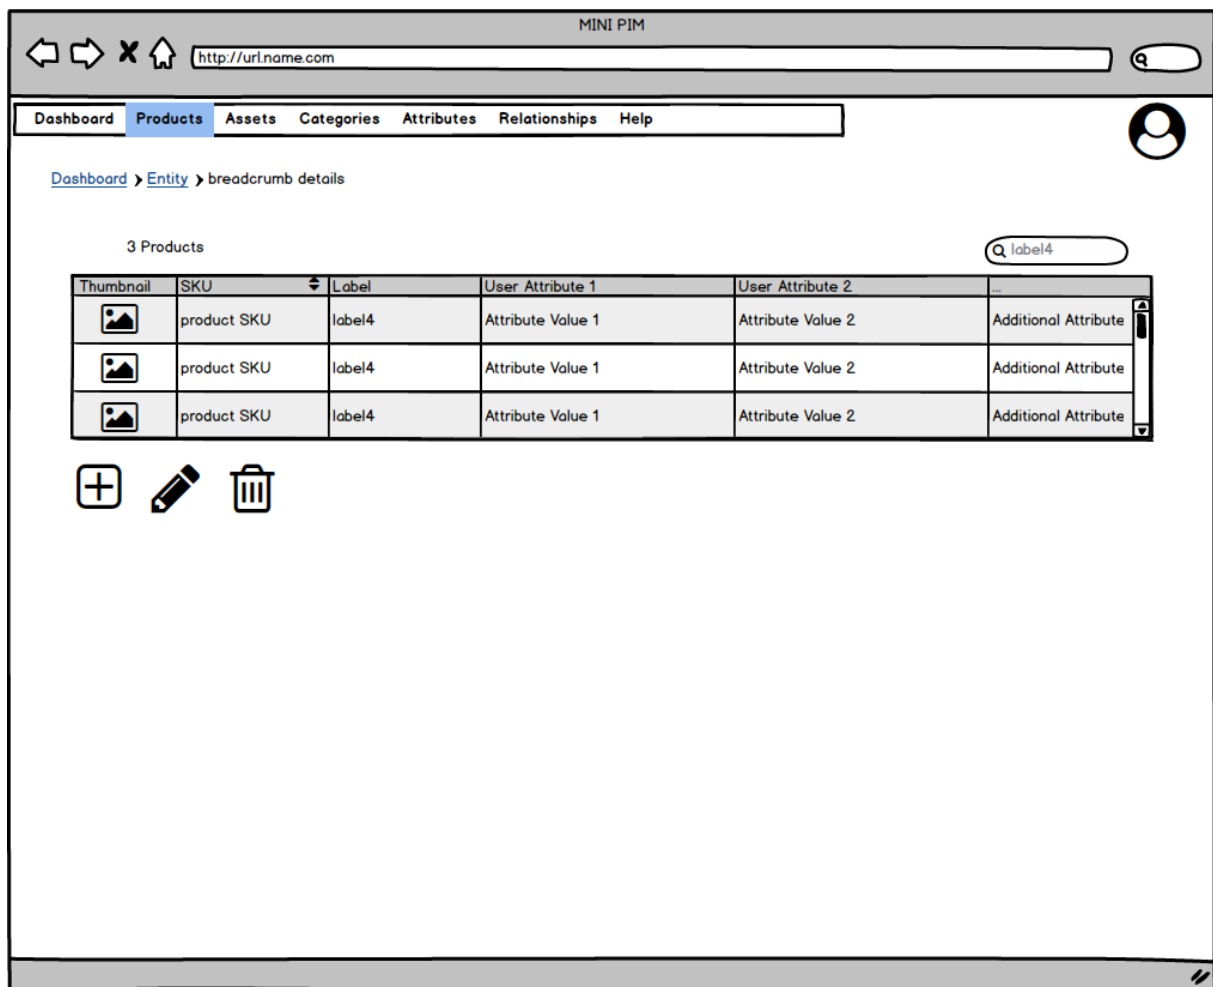 MINI PIM
http://url.name.com
Dashboard Products Assets Categories Attributes Relationships Help
Dashboard Entity breadcrumb details
3 Products
label4
Thumbnail SKU Label User Attribute 1 User Attribute 2 ...
product SKU label4 Attribute Value 1 Attribute Value 2 Additional Attribute
product SKU label4 Attribute Value 1 Attribute Value 2 Additional Attribute
product SKU label4 Attribute Value 1 Attribute Value 2 Additional Attribute